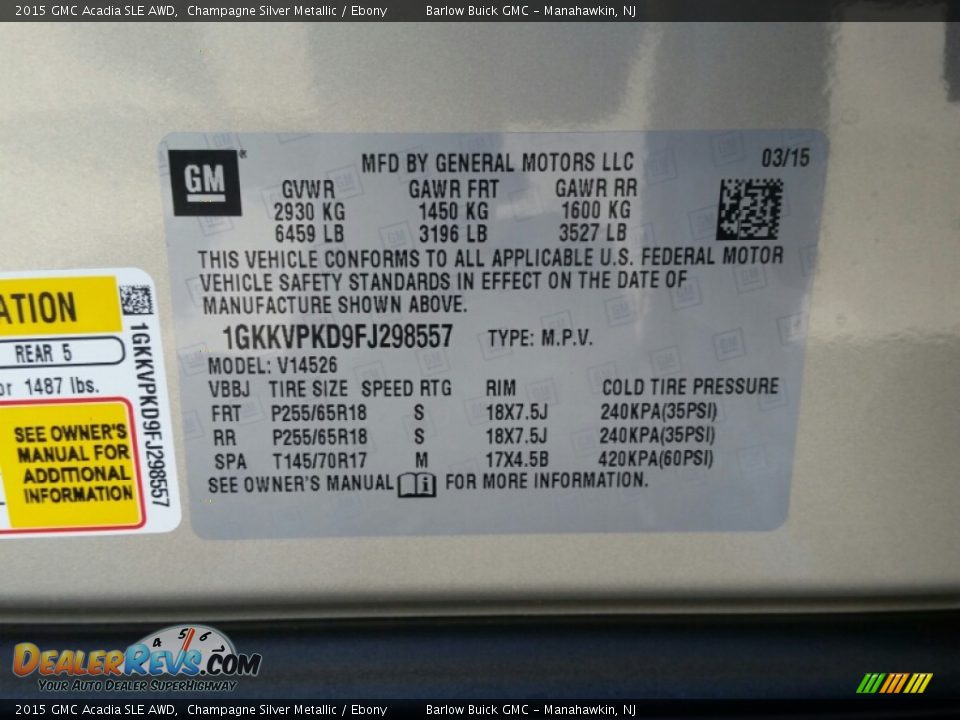 2015 GMC Acadia SLE AWD, Champagne Silver Metallic / Ebony Barlow Buick GMC - Manahawkin, NJ
GM®
MFD BY GENERAL MOTORS LLC 03/15
GVWR GAWR FRT GAWR RR
2930 KG 1450 KG 1600 KG
6459 LB 3196 LB 3527 LB
THIS VEHICLE CONFORMS TO ALL APPLICABLE U.S. FEDERAL MOTOR
VEHICLE SAFETY STANDARDS IN EFFECT ON THE DATE OF
MANUFACTURE SHOWN ABOVE.
1GKKVPKD9FJ298557 TYPE: M.P.V.
MODEL: V14526
VBBJ TIRE SIZE SPEED RTG RIM COLD TIRE PRESSURE
FRT P255/65R18 S 18X7.5J 240KPA(35PSI)
RR P255/65R18 S 18X7.5J 240KPA(35PSI)
SPA T145/70R17 M 17X4.5B 420KPA(60PSI)
SEE OWNER'S MANUAL i FOR MORE INFORMATION.
ATION
REAR 5
or 1487 lbs.
SEE OWNER'S
MANUAL FOR
ADDITIONAL
INFORMATION
1GKKVPKD9FJ298557
4 5 6 7
DEALERREVS.COM
YOUR AUTO DEALER SUPERHIGHWAY
2015 GMC Acadia SLE AWD, Champagne Silver Metallic / Ebony Barlow Buick GMC - Manahawkin, NJ